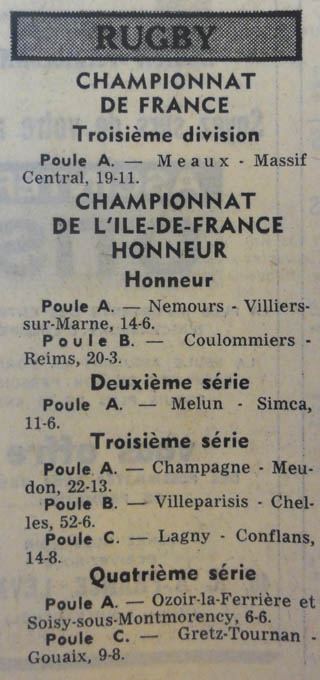 RUGBY
CHAMPIONNAT
DE FRANCE
Troisième division
Poule A. — Meaux - Massif
Central, 19-11.
CHAMPIONNAT
DE L'ILE-DE-FRANCE
HONNEUR
Honneur
Poule A. — Nemours - Villiers-
sur-Marne, 14-6.
Poule B. — Coulommiers -
Reims, 20-3.
Deuxième série
Poule A. — Melun - Simca,
11-6.
Troisième série
Poule A. — Champagne - Meu-
don, 22-13.
Poule B. — Villeparisis - Chel-
les, 52-6.
Poule C. — Lagny - Conflans,
14-8.
Quatrième série
Poule A. — Ozoir-la-Ferrière et
Soisy-sous-Montmorency, 6-6.
Poule C. — Gretz-Tournan -
Gouaix, 9-8.